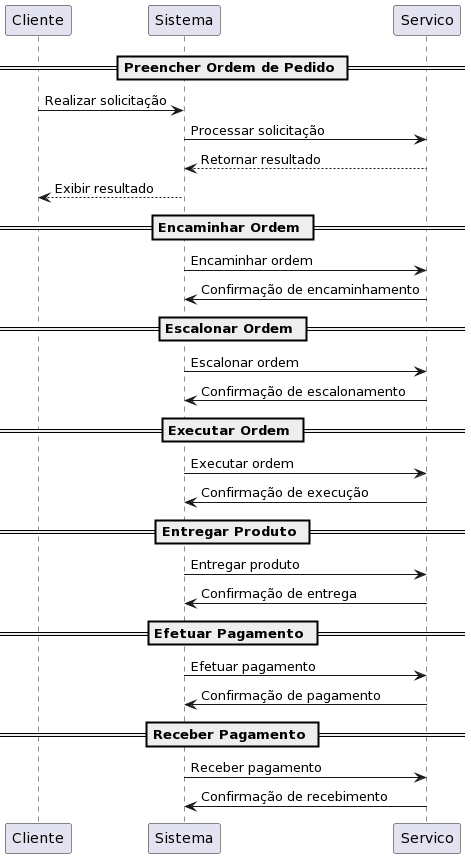 Cliente Sistema Servico
Preencher Ordem de Pedido
Realizar solicitação
Processar solicitação
Retornar resultado
Exibir resultado
Encaminhar Ordem
Encaminhar ordem
Confirmação de encaminhamento
Escalonar Ordem
Escalonar ordem
Confirmação de escalonamento
Executar Ordem
Executar ordem
Confirmação de execução
Entregar Produto
Entregar produto
Confirmação de entrega
Efetuar Pagamento
Efetuar pagamento
Confirmação de pagamento
Receber Pagamento
Receber pagamento
Confirmação de recebimento
Cliente Sistema Servico